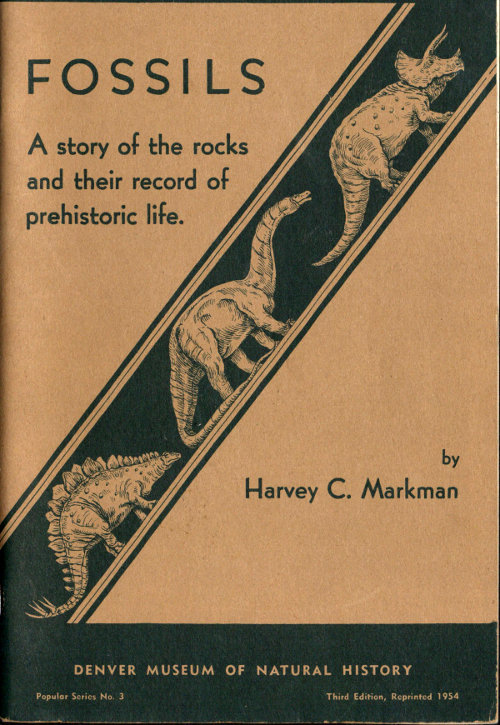 FOSSILS
A story of the rocks
and their record of
prehistoric life.
by
Harvey C. Markman
DENVER MUSEUM OF NATURAL HISTORY
Popular Series No. 3
Third Edition, Reprinted 1954